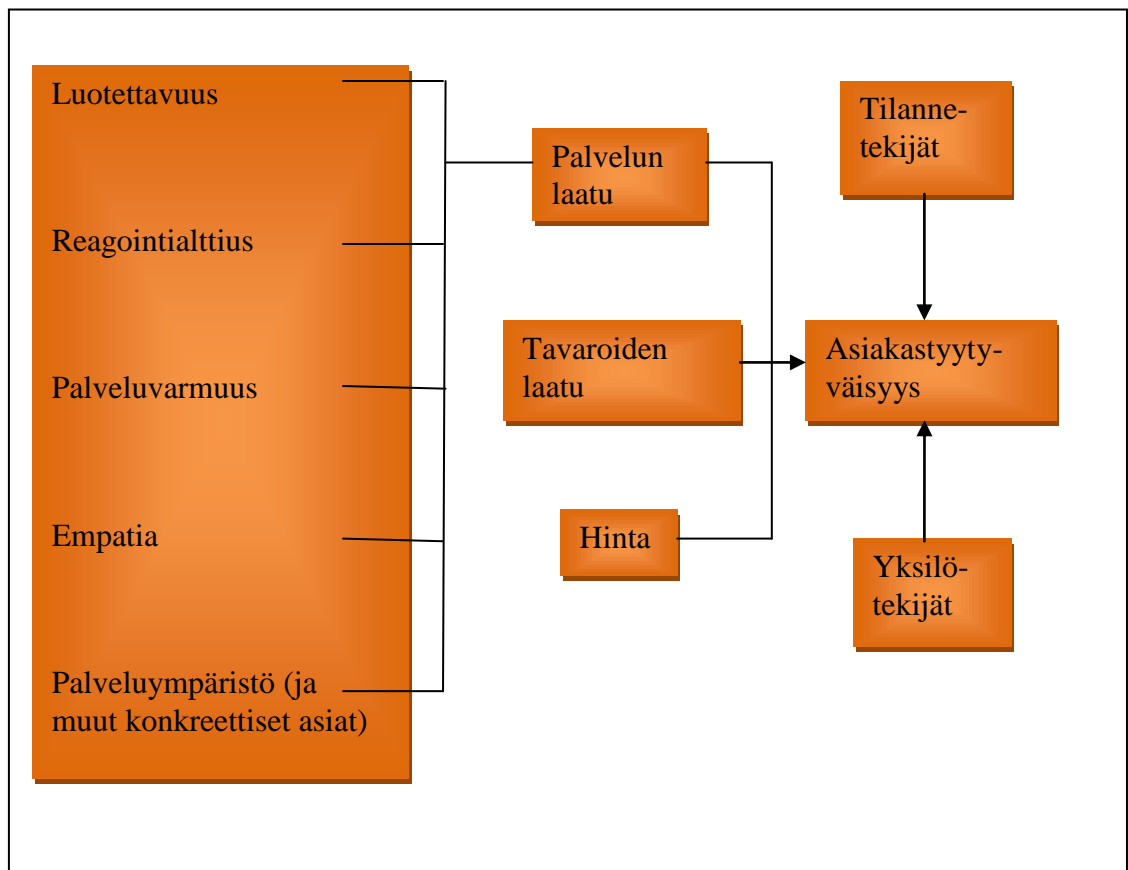 Luotettavuus
Reagointialttius
Palveluvarmuus
Empatia
Palveluympäristö (ja
muut konkreettiset asiat)
Palvelun
laatu
Tavaroiden
laatu
Hinta
Tilanne-
tekijät
Asiakastyyty-
väisyys
Yksilö-
tekijät